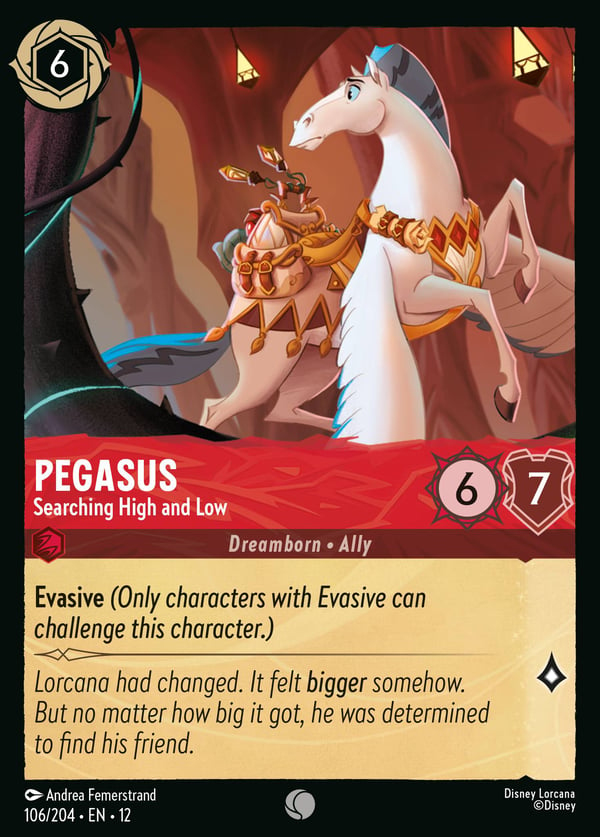 6
PEGASUS
Searching High and Low
6
7
Dreamborn • Ally
Evasive (Only characters with Evasive can
challenge this character.)
Lorcana had changed. It felt bigger somehow.
But no matter how big it got, he was determined
to find his friend.
Andrea Femerstrand
106/204 • EN • 12
Disney Lorcana
©Disney